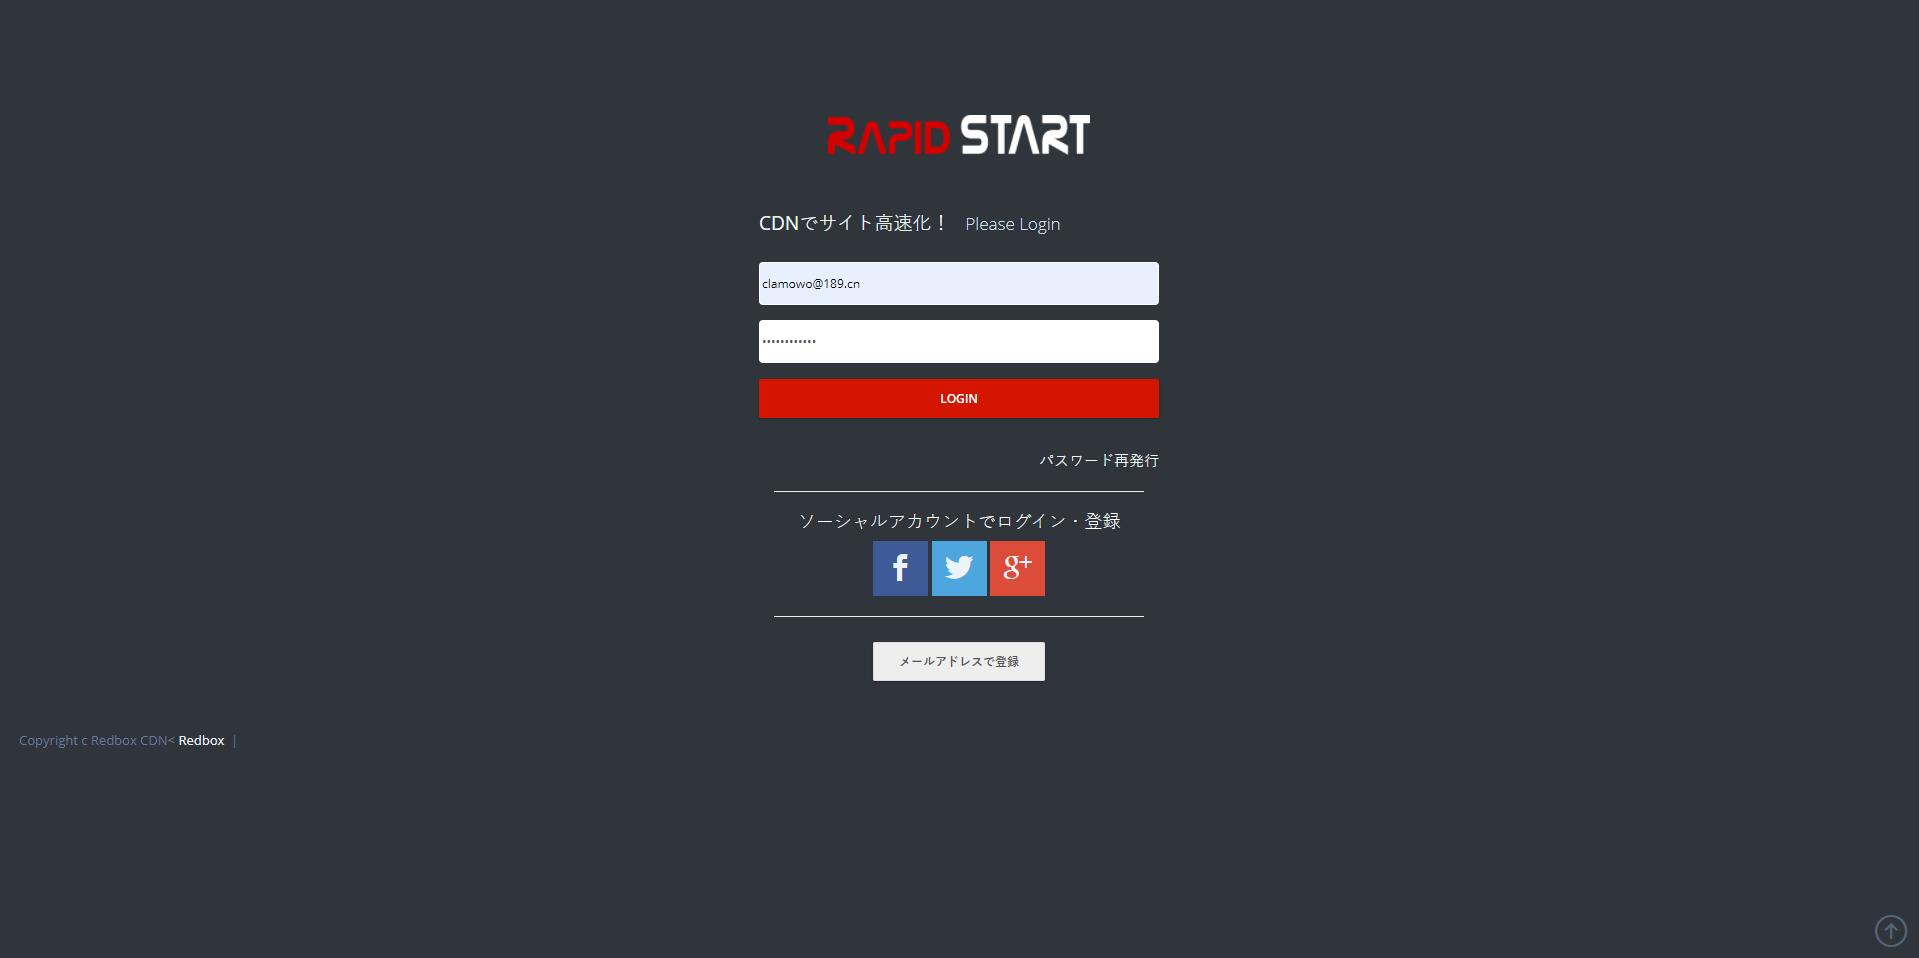 RAPID START
CDNでサイト高速化！ Please Login
clamowo@189.cn
••••••••••••
LOGIN
パスワード再発行
ソーシャルアカウントでログイン・登録
f g+
メールアドレスで登録
Copyright c Redbox CDN< Redbox |